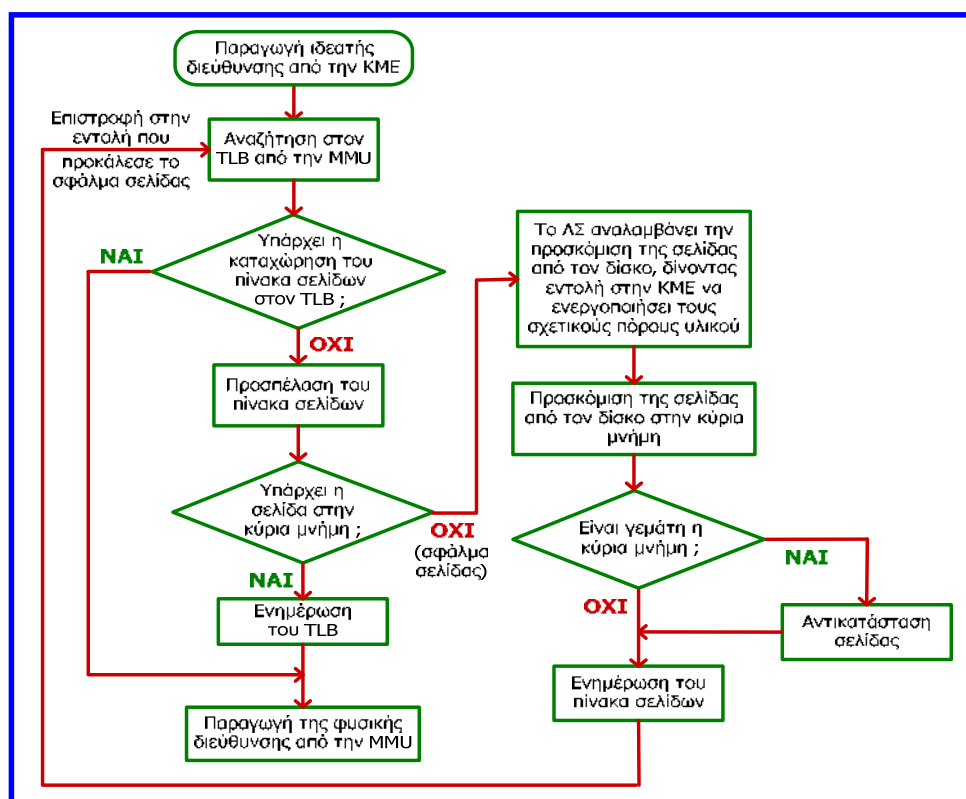 Παραγωγή ιδεατής
διεύθυνσης από την ΚΜΕ
Επιστροφή στην
εντολή που
προκάλεσε το
σφάλμα σελίδας
Αναζήτηση στον
TLB από την MMU
Υπάρχει η
καταχώρηση του
πίνακα σελίδων
στον TLB ;
ΝΑΙ
ΟΧΙ
Προσπέλαση του
πίνακα σελίδων
Υπάρχει η
σελίδα στην
κύρια μνήμη ;
ΟΧΙ
(σφάλμα
σελίδας)
ΝΑΙ
Ενημέρωση
του TLB
Παραγωγή της φυσικής
διεύθυνσης από την MMU
Το ΛΣ αναλαμβάνει την
προσκόμιση της σελίδας
από τον δίσκο, δίνοντας
εντολή στην ΚΜΕ να
ενεργοποιήσει τους
σχετικούς πόρους υλικού
Προσκόμιση της σελίδας
από τον δίσκο στην κύρια
μνήμη
Είναι γεμάτη η
κύρια μνήμη ;
ΝΑΙ
ΟΧΙ
Αντικατάσταση
σελίδας
Ενημέρωση του
πίνακα σελίδων